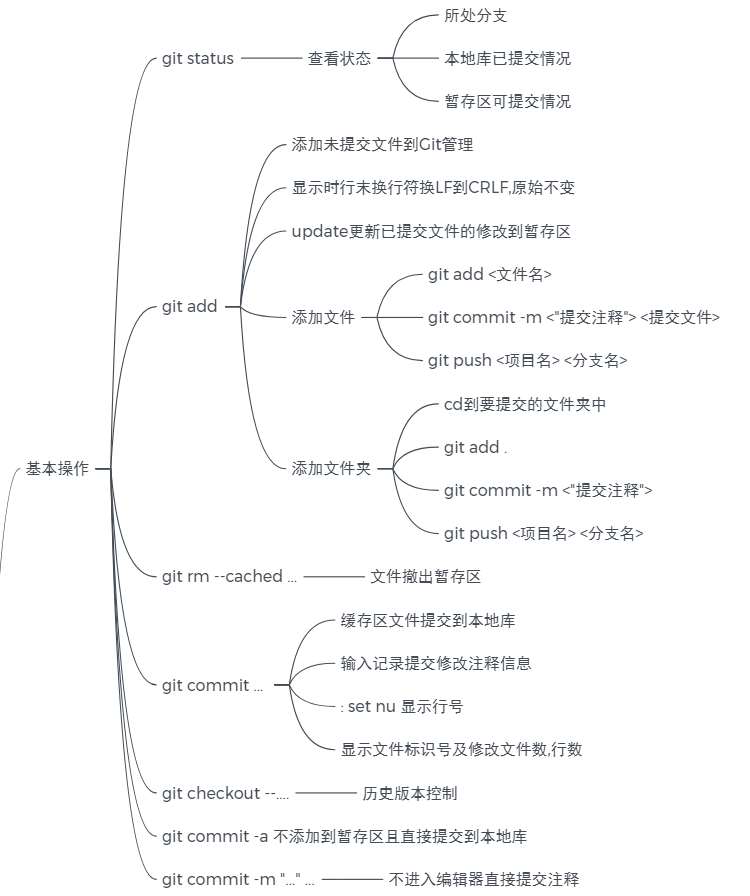 所处分支
git status
查看状态
本地库已提交情况
暂存区可提交情况
添加未提交文件到Git管理
显示时行末换行符换LF到CRLF,原始不变
update更新已提交文件的修改到暂存区
git add <文件名>
git add
添加文件
git commit -m <"提交注释"> <提交文件>
git push <项目名> <分支名>
cd到要提交的文件夹中
git add .
基本操作
添加文件夹
git commit -m <"提交注释">
git push <项目名> <分支名>
git rm --cached ...
文件撤出暂存区
缓存区文件提交到本地库
输入记录提交修改注释信息
git commit ...
: set nu 显示行号
显示文件标识号及修改文件数,行数
git checkout --....
历史版本控制
git commit -a 不添加到暂存区且直接提交到本地库
git commit -m "..." ...
不进入编辑器直接提交注释